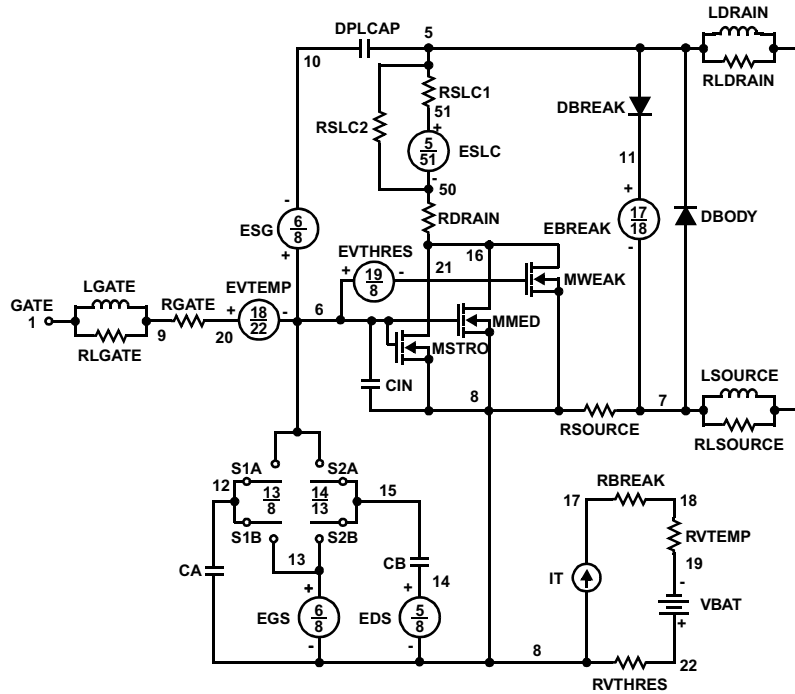 LDRAIN
DPLCAP
5
10
RLDRAIN
RSLC1
51
DBREAK
RSLC2
+
5
51
ESLC
-
50
11
-
6
8
ESG
+
RDRAIN
+
17
18
EBREAK
-
DBODY
EVTHRES
16
+
19
8
-
21
MWEAK
LGATE
EVTEMP
GATE
1
RGATE
+
18
22
-
6
MMED
9
20
RLGATE
MSTRO
CIN
8
7
LSOURCE
RSOURCE
RLSOURCE
S1A
S2A
12
13
8
14
13
15
RBREAK
17
18
S1B
S2B
RVTEMP
13
CA
CB
14
19
IT
-
VBAT
+
+
EGS
6
8
-
+
EDS
5
8
-
8
22
RVTHRES